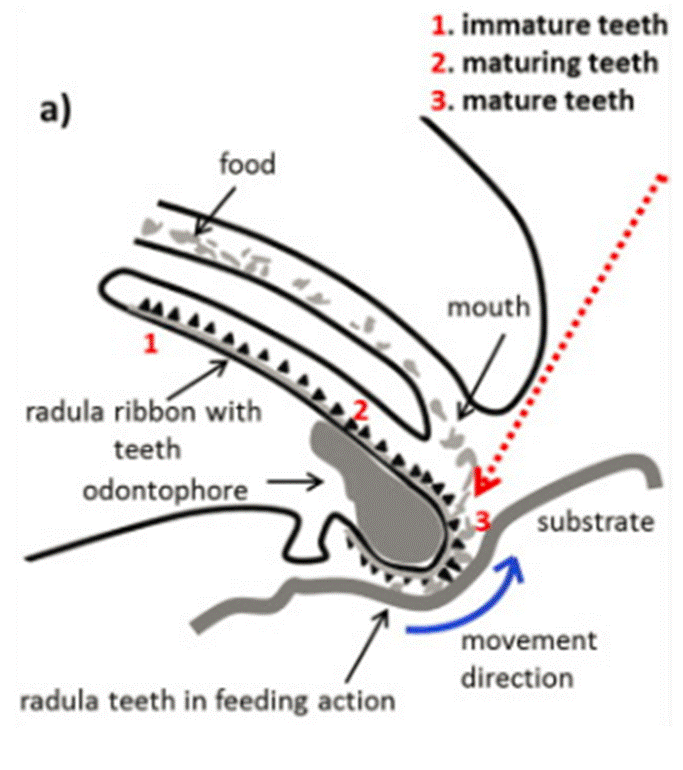 1. immature teeth
2. maturing teeth
3. mature teeth
a)
food
mouth
1
radula ribbon with
teeth
2
odontophore
3
substrate
movement
direction
radula teeth in feeding action